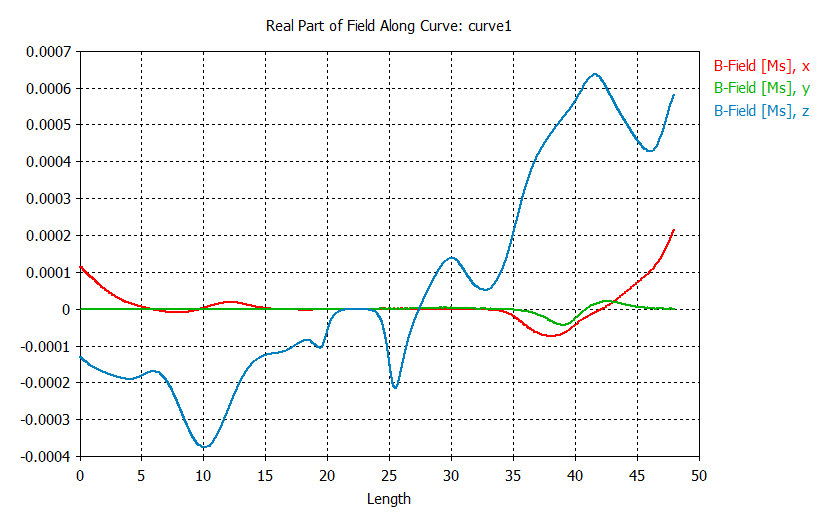 Real Part of Field Along Curve: curve1
0.0007
0.0006
0.0005
0.0004
0.0003
0.0002
0.0001
0
-0.0001
-0.0002
-0.0003
-0.0004
0 5 10 15 20 25 30 35 40 45 50
Length
B-Field [Ms], x
B-Field [Ms], y
B-Field [Ms], z